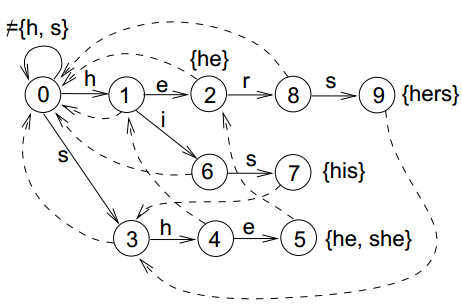 ≠{h, s}
{he}
0 h 1 e 2 r 8 s 9 {hers}
i
s 6 s 7 {his}
3 h 4 e 5 {he, she}